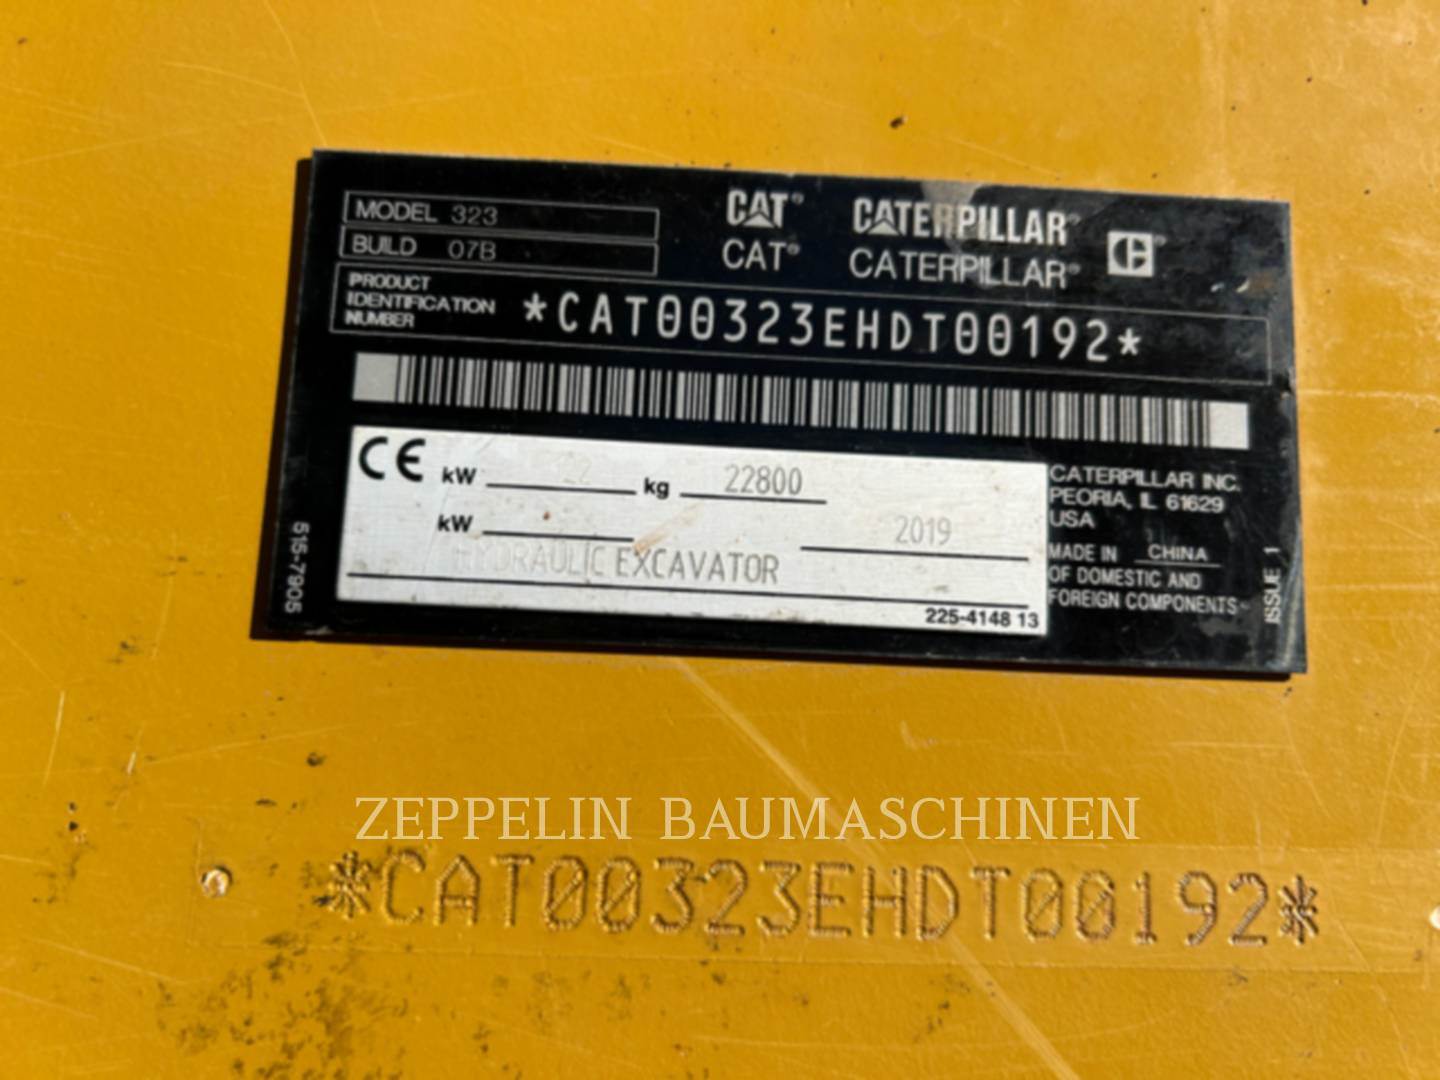 MODEL 323
BUILD 07B
CAT® CATERPILLAR® CE®
CAT® CATERPILLAR®
PRODUCT
IDENTIFICATION
NUMBER
*CAT00323EHDT00192*
CE kW kg 22800
kW 2019
HYDRAULIC EXCAVATOR
225-4148 13
CATERPILLAR INC.
PEORIA, IL 61629
USA
MADE IN CHINA
OF DOMESTIC AND
FOREIGN COMPONENTS
515-7905
ISSUE 1
ZEPPELIN BAUMASCHINEN
*CAT00323EHDT00192*